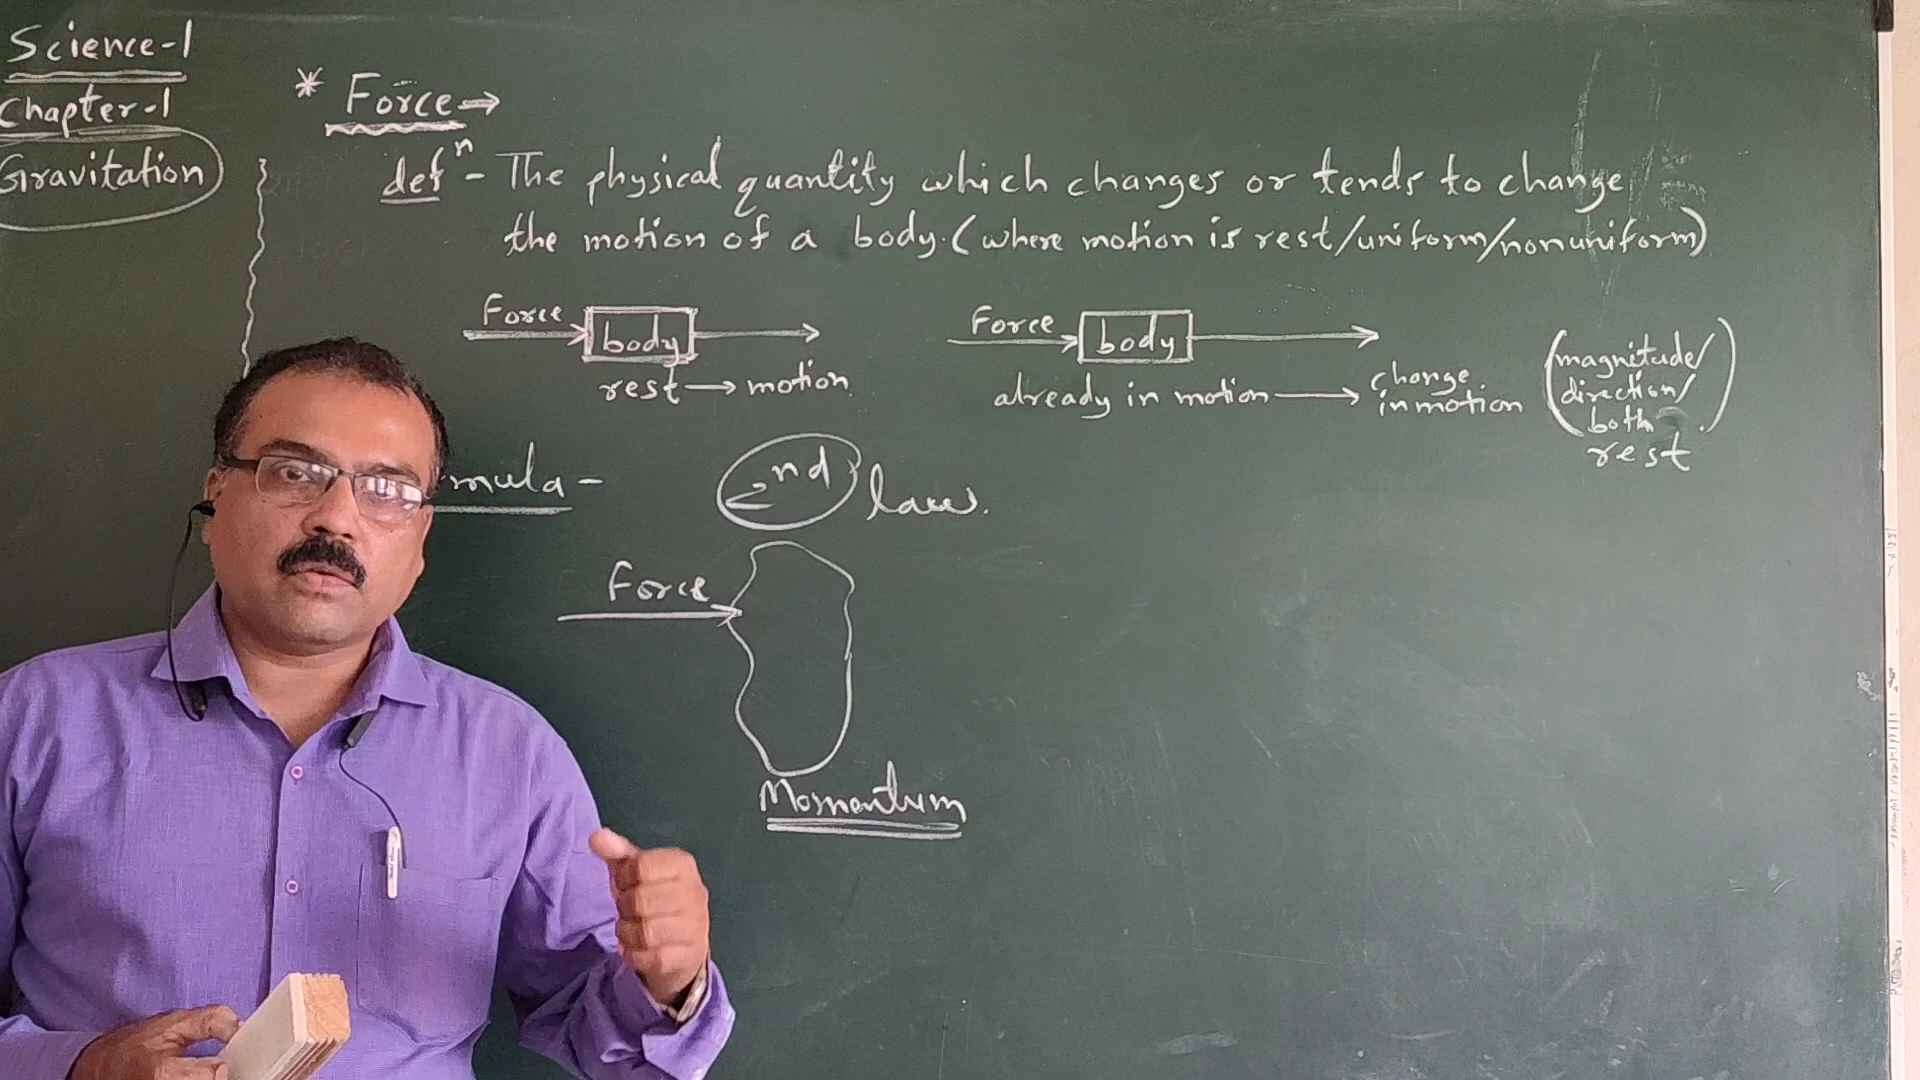 Science-1
Chapter-1
Gravitation
* Force→
defⁿ - The physical quantity which changes or tends to change
the motion of a body. (where motion is rest/uniform/nonuniform)
Force body
rest → motion
Force body
already in motion → change in motion
(magnitude/
direction/
both.)
rest
mula -
2nd law.
Force
Momentum